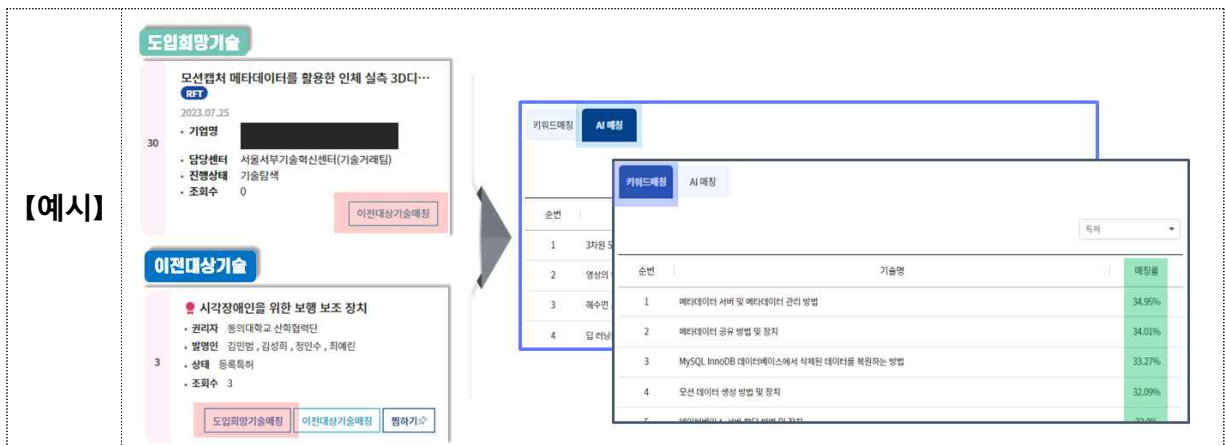 【예시】
도입희망기술
모션캡처 메타데이터를 활용한 인체 실측 3D디…
RFT
2023.07.25
30
· 기업명
· 담당센터 서울서부기술혁신센터(기술거래팀)
· 진행상태 기술탐색
· 조회수 0
이전대상기술매칭
이전대상기술
시각장애인을 위한 보행 보조 장치
· 권리자 동의대학교 산학협력단
· 발명인 김민범 , 김성희 , 정인수 , 최예린
3
· 상태 등록특허
· 조회수 3
도입희망기술매칭 이전대상기술매칭 찜하기
키워드매칭 AI 매칭
순번
1 3차원
2 영상의
3 해수면
4 딥 러닝
키워드매칭 AI 매칭
특허
순번 기술명 매칭률
1 메타데이터 서버 및 메타데이터 관리 방법 34.95%
2 메타데이터 공유 방법 및 장치 34.01%
3 MySQL InnoDB 데이터베이스에서 삭제된 데이터를 복원하는 방법 33.27%
4 모션 데이터 생성 방법 및 장치 32.09%